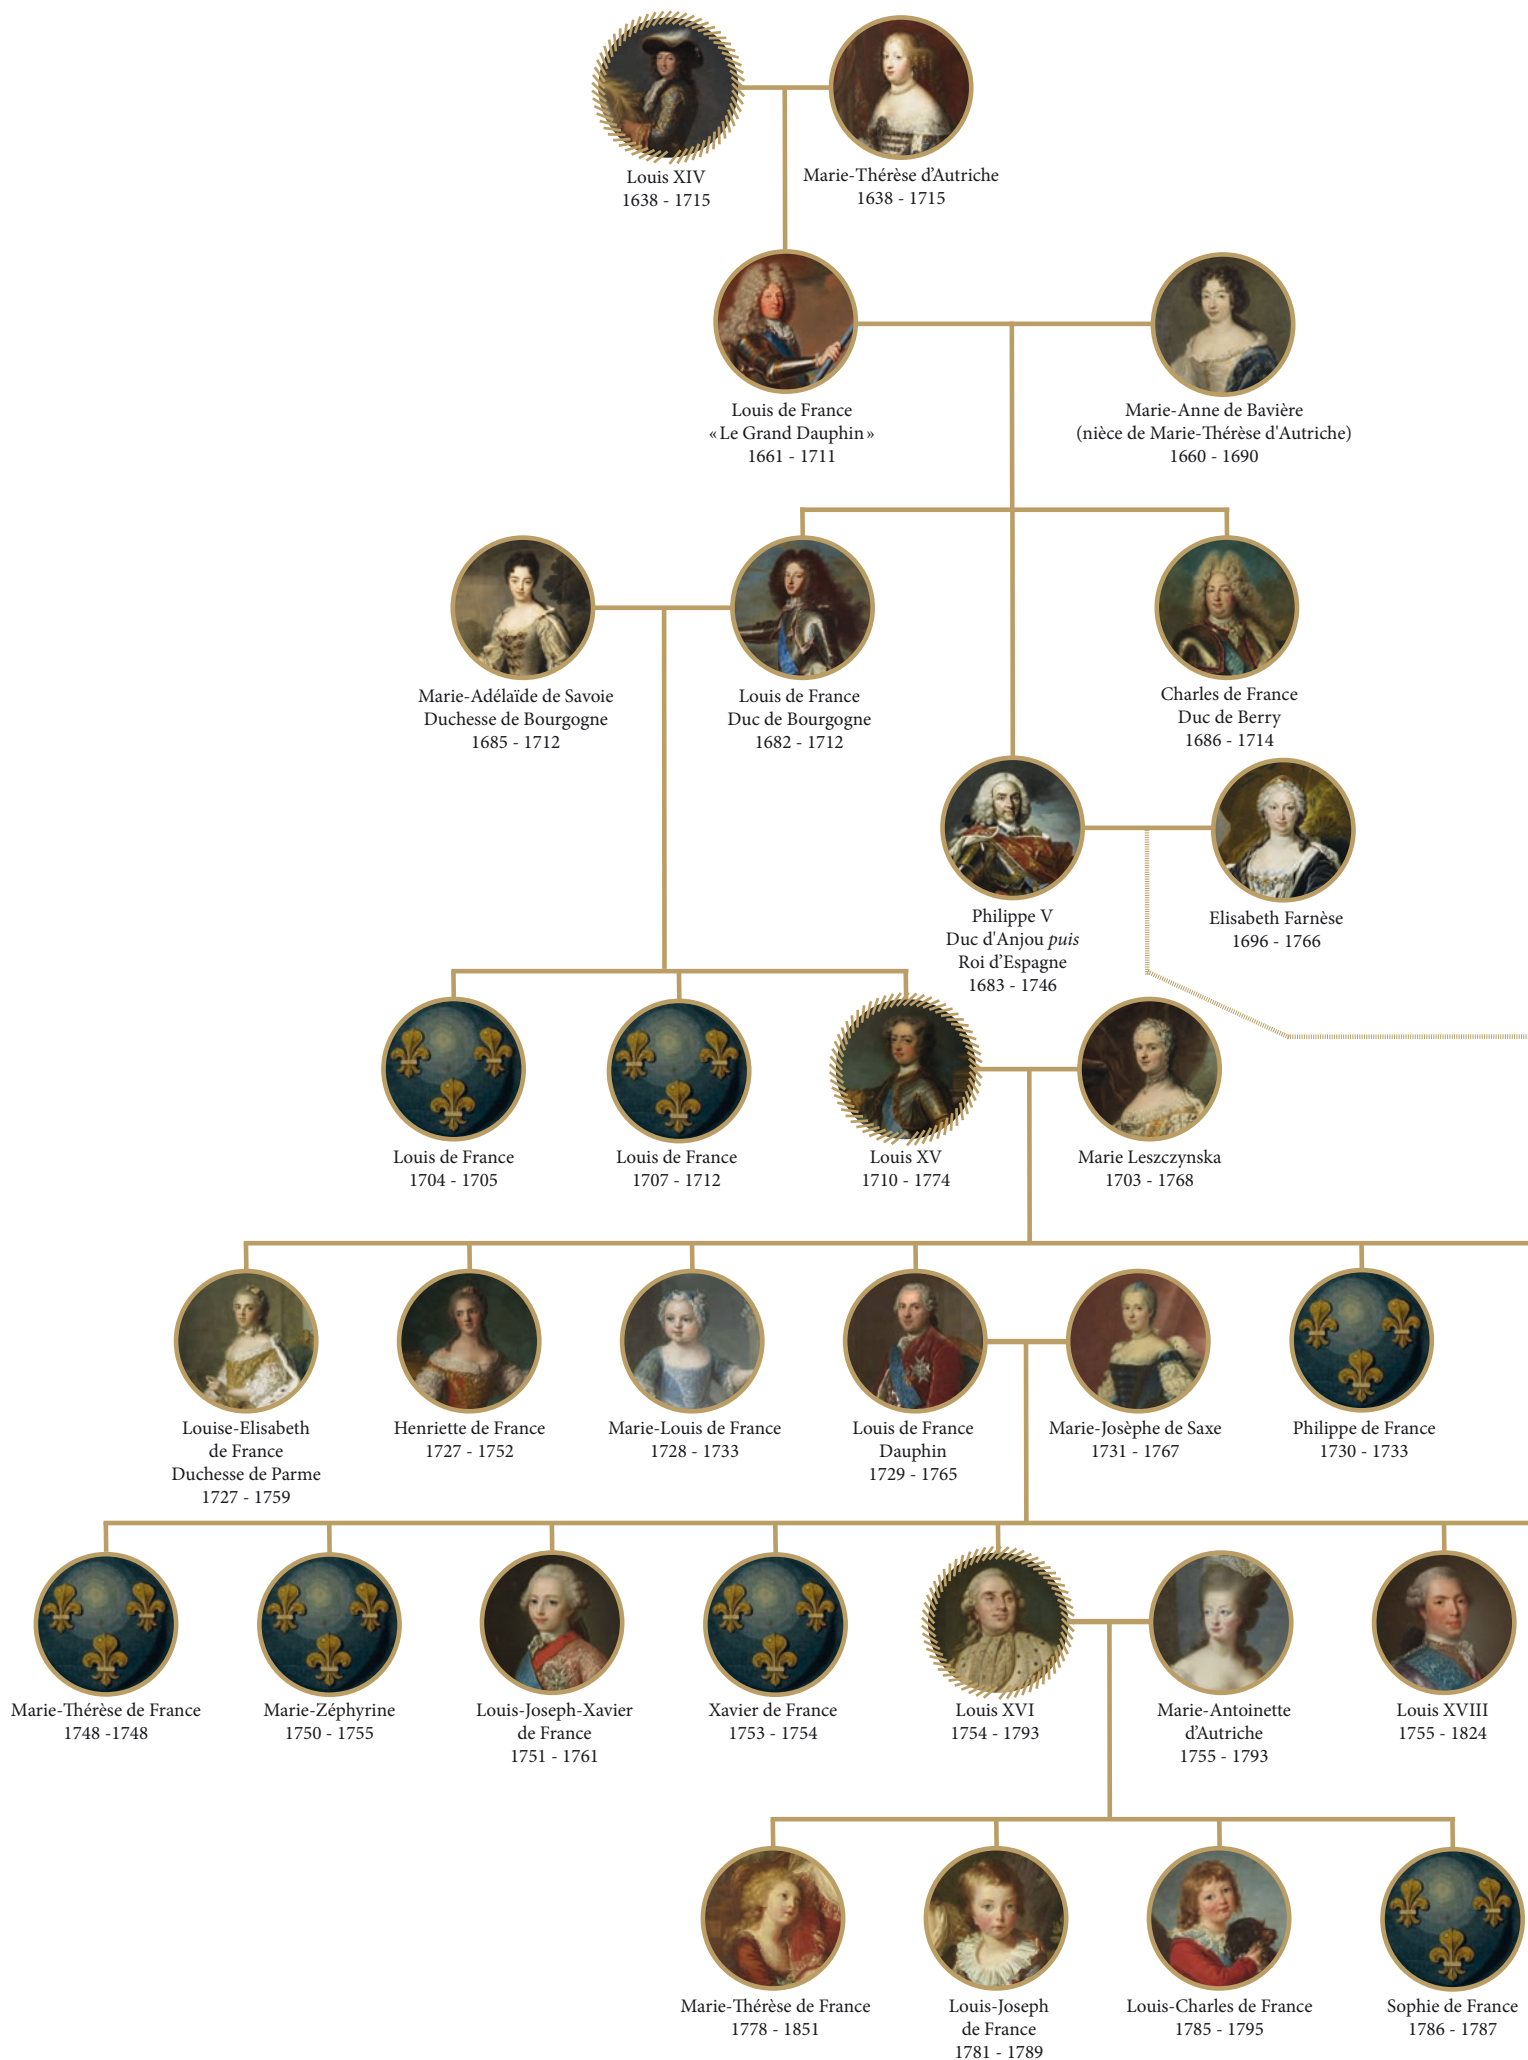 Louis XIV
1638 - 1715
Marie-Thérèse d'Autriche
1638 - 1715
Louis de France
«Le Grand Dauphin»
1661 - 1711
Marie-Anne de Bavière
(nièce de Marie-Thérèse d'Autriche)
1660 - 1690
Marie-Adélaïde de Savoie
Duchesse de Bourgogne
1685 - 1712
Louis de France
Duc de Bourgogne
1682 - 1712
Charles de France
Duc de Berry
1686 - 1714
Philippe V
Duc d'Anjou puis
Roi d'Espagne
1683 - 1746
Elisabeth Farnèse
1696 - 1766
Louis de France
1704 - 1705
Louis de France
1707 - 1712
Louis XV
1710 - 1774
Marie Leszczynska
1703 - 1768
Louise-Elisabeth
de France
Duchesse de Parme
1727 - 1759
Henriette de France
1727 - 1752
Marie-Louis de France
1728 - 1733
Louis de France
Dauphin
1729 - 1765
Marie-Josèphe de Saxe
1731 - 1767
Philippe de France
1730 - 1733
Marie-Thérèse de France
1748 -1748
Marie-Zéphyrine
1750 - 1755
Louis-Joseph-Xavier
de France
1751 - 1761
Xavier de France
1753 - 1754
Louis XVI
1754 - 1793
Marie-Antoinette
d'Autriche
1755 - 1793
Louis XVIII
1755 - 1824
Marie-Thérèse de France
1778 - 1851
Louis-Joseph
de France
1781 - 1789
Louis-Charles de France
1785 - 1795
Sophie de France
1786 - 1787